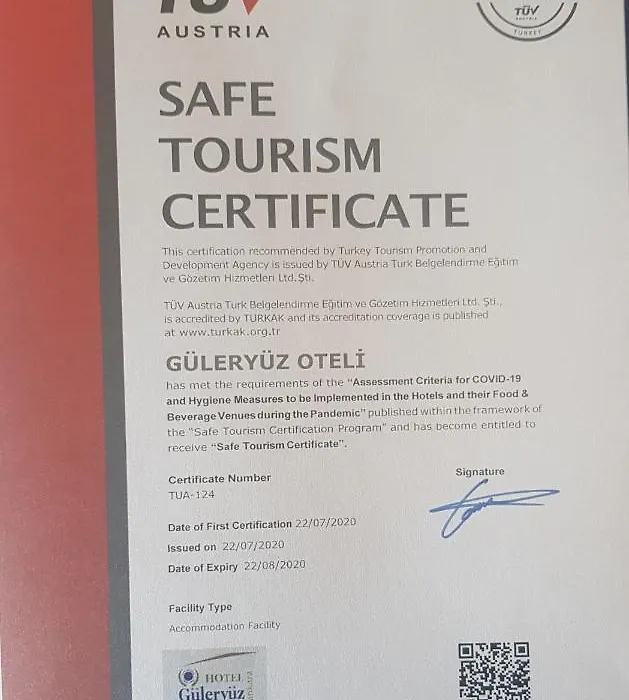 TÜV
AUSTRIA
TÜV
AUSTRIA
TURKEY
SAFE
TOURISM
CERTIFICATE
This certification recommended by Turkey Tourism Promotion and
Development Agency is issued by TÜV Austria Turk Belgelendirme Eğitim
ve Gözetim Hizmetleri Ltd.Şti.
TÜV Austria Turk Belgelendirme Eğitim ve Gözetim Hizmetleri Ltd. Şti.,
is accredited by TURKAK and its accreditation coverage is published
at www.turkak.org.tr
GÜLERYÜZ OTELİ
has met the requirements of the "Assessment Criteria for COVID-19
and Hygiene Measures to be Implemented in the Hotels and their Food &
Beverage Venues during the Pandemic" published within the framework of
the "Safe Tourism Certification Program" and has become entitled to
receive "Safe Tourism Certificate".
Certificate Number
TUA-124
Signature
Date of First Certification 22/07/2020
Issued on 22/07/2020
Date of Expiry 22/08/2020
Facility Type
Accommodation Facility
HOTEL
Güleryüz